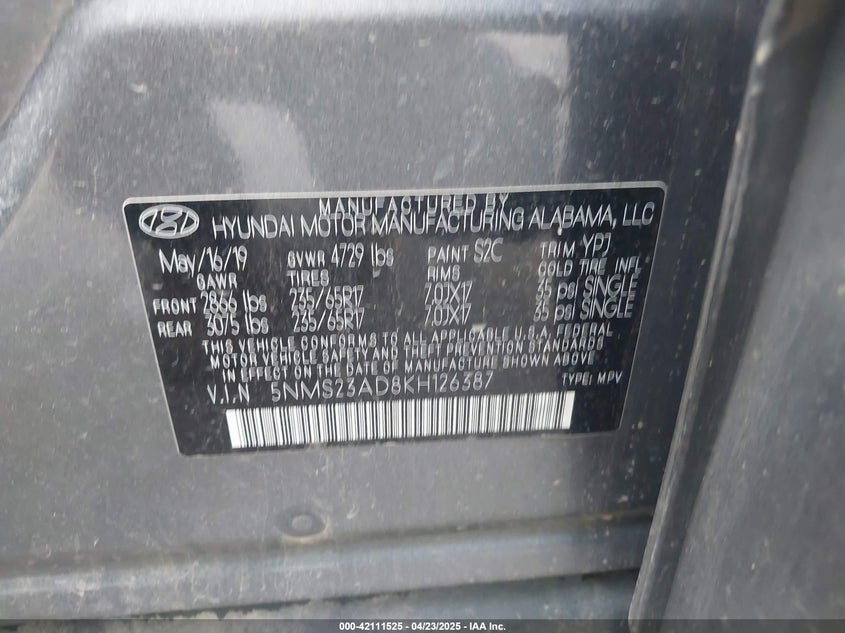 MANUFACTURED BY
HYUNDAI MOTOR MANUFACTURING ALABAMA, LLC
May/16/19 GVWR 4729 lbs PAINT S2C TRIM YPJ
GAWR TIRES RIMS COLD TIRE INFL
FRONT 2866 lbs 235/65R17 7.0JX17 35 psi SINGLE
REAR 3075 lbs 235/65R17 7.0JX17 35 psi SINGLE
THIS VEHICLE CONFORMS TO ALL APPLICABLE U.S.A. FEDERAL
MOTOR VEHICLE SAFETY AND THEFT PREVENTION STANDARDS
IN EFFECT ON THE DATE OF MANUFACTURE SHOWN ABOVE.
V.I.N 5NMS23AD8KH126387 TYPE: MPV
000-42111525 - 04/23/2025 - IAA Inc.